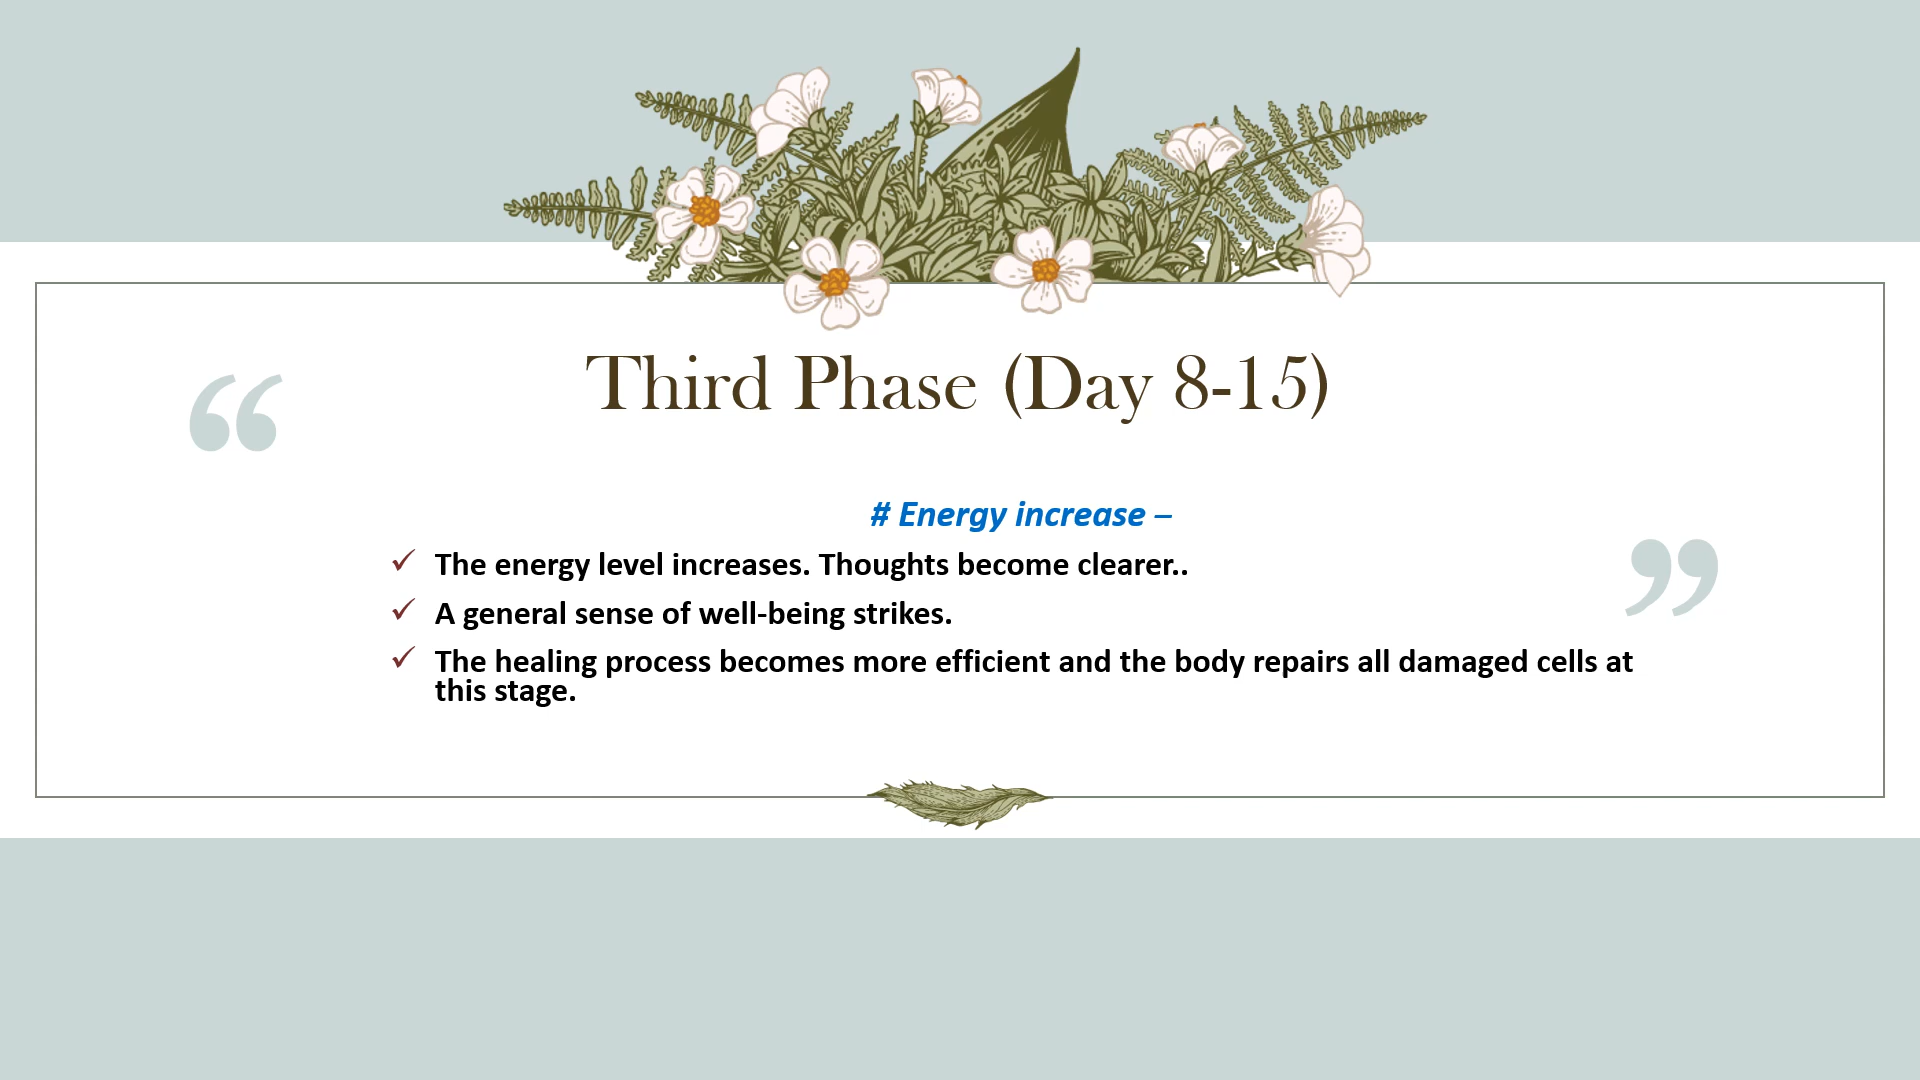 Third Phase (Day 8-15)
“
# Energy increase –
✓ The energy level increases. Thoughts become clearer..
✓ A general sense of well-being strikes.
✓ The healing process becomes more efficient and the body repairs all damaged cells at
this stage.
”